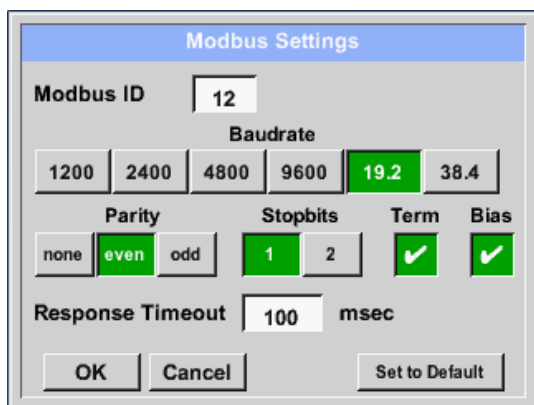 Modbus Settings
Modbus ID 12
Baudrate
1200 2400 4800 9600 19.2 38.4
Parity Stopbits Term Bias
none even odd 1 2 ✔ ✔
Response Timeout 100 msec
OK Cancel Set to Default